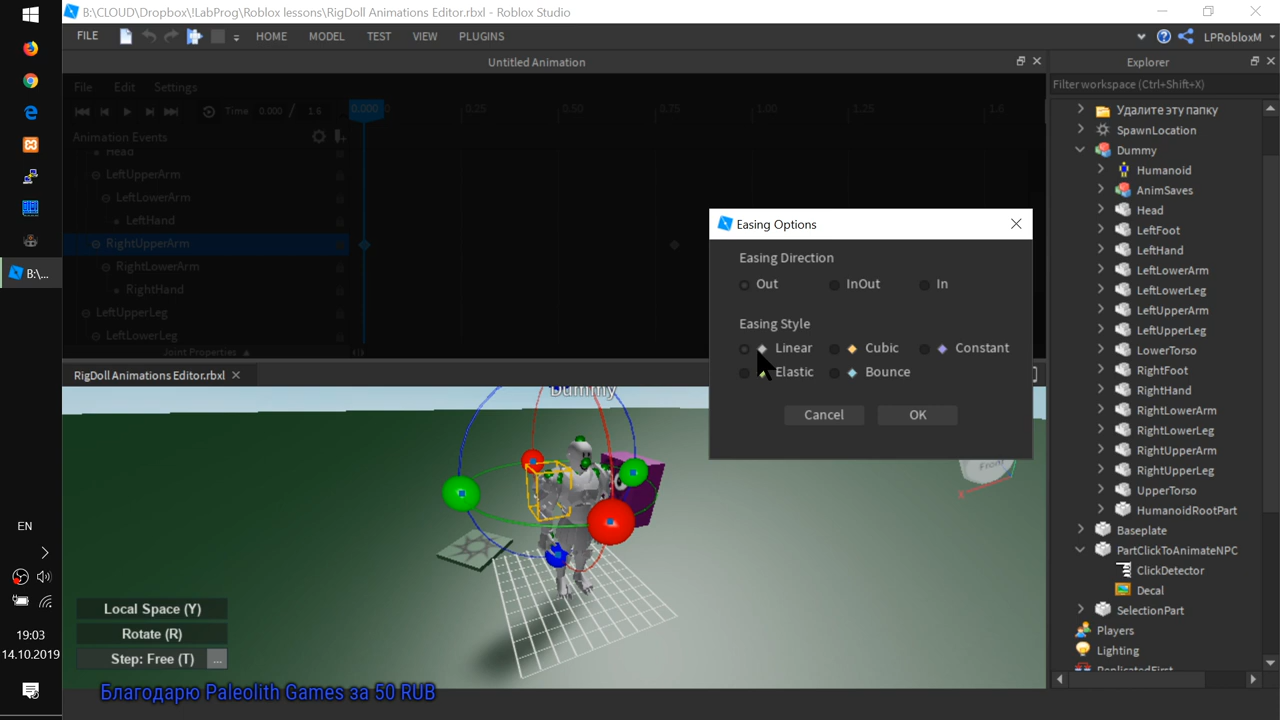 B:\CLOUD\Dropbox\!LabProg\Roblox lessons\RigDoll Animations Editor.rbxl - Roblox Studio
FILE HOME MODEL TEST VIEW PLUGINS LPRobloxM
Untitled Animation
Explorer
File Edit Settings
Filter workspace (Ctrl+Shift+X)
Time 0.000 / 1.6 0.000 0.25 0.50 0.75 1.00 1.25 1.6
Animation Events
Head
LeftUpperArm
LeftLowerArm
LeftHand
RightUpperArm
RightLowerArm
RightHand
LeftUpperLeg
LeftLowerLeg
Joint Properties
Easing Options
Easing Direction
Out InOut In
Easing Style
Linear Cubic Constant
Elastic Bounce
Cancel OK
Удалите эту папку
SpawnLocation
Dummy
Humanoid
AnimSaves
Head
LeftFoot
LeftHand
LeftLowerArm
LeftLowerLeg
LeftUpperArm
LeftUpperLeg
LowerTorso
RightFoot
RightHand
RightLowerArm
RightLowerLeg
RightUpperArm
RightUpperLeg
UpperTorso
HumanoidRootPart
Baseplate
PartClickToAnimateNPC
ClickDetector
Decal
SelectionPart
Players
Lighting
ReplicatedFirst
B:\...
RigDoll Animations Editor.rbxl
Dummy
Front
X
Local Space (Y)
Rotate (R)
Step: Free (T) ...
EN
19:03
14.10.2019
Благодарю Paleolith Games за 50 RUB